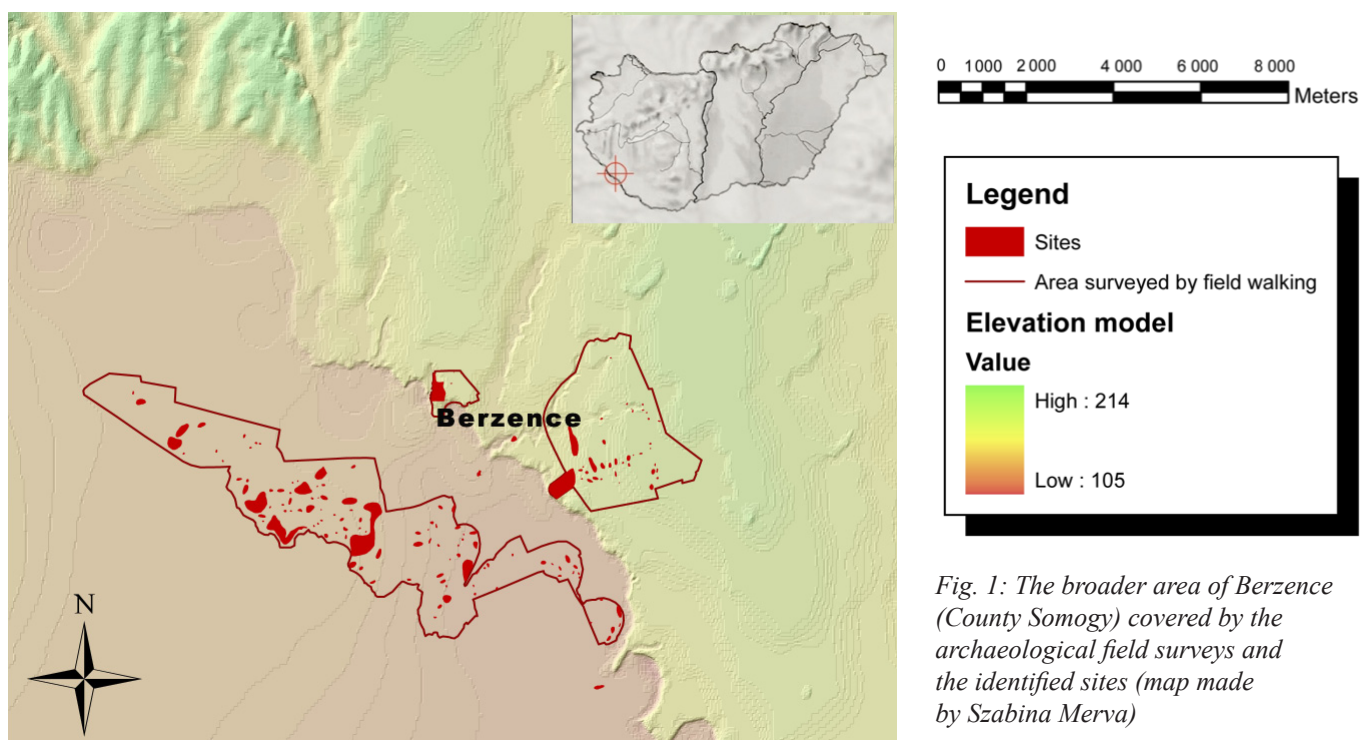 Berzence
N
0 1000 2 000 4 000 6 000 8 000
Meters
Legend
Sites
Area surveyed by field walking
Elevation model
Value
High : 214
Low : 105
Fig. 1: The broader area of Berzence
(County Somogy) covered by the
archaeological field surveys and
the identified sites (map made
by Szabina Merva)